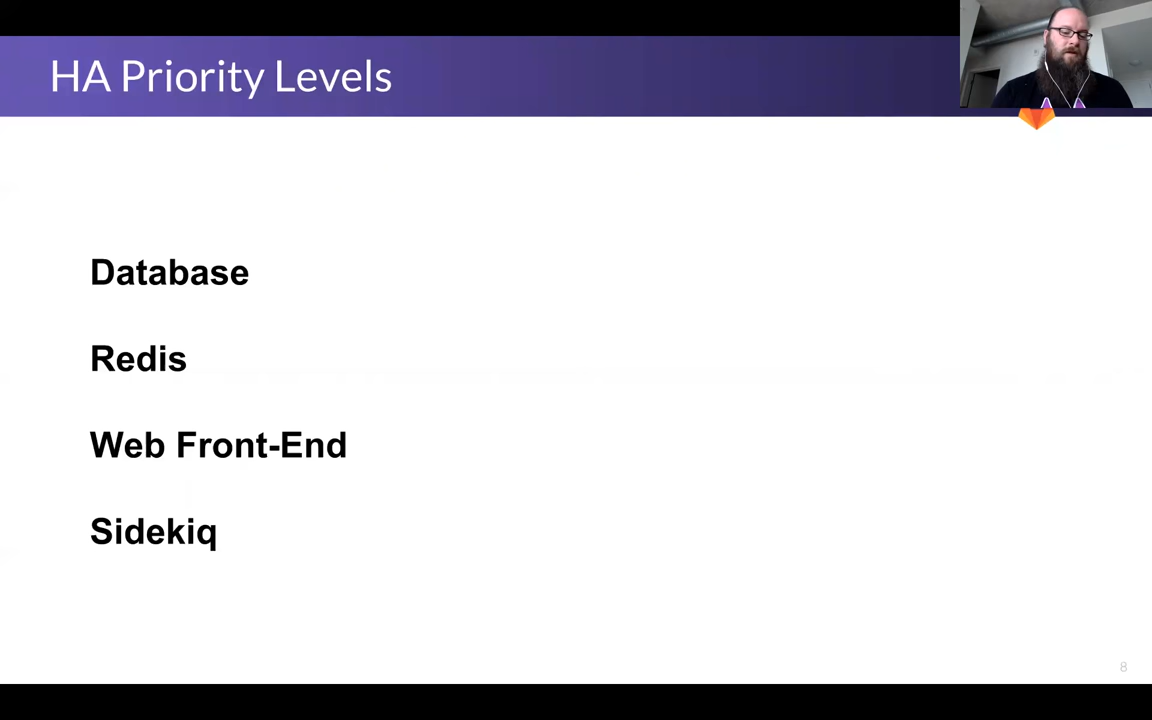 HA Priority Levels
Database
Redis
Web Front-End
Sidekiq
8